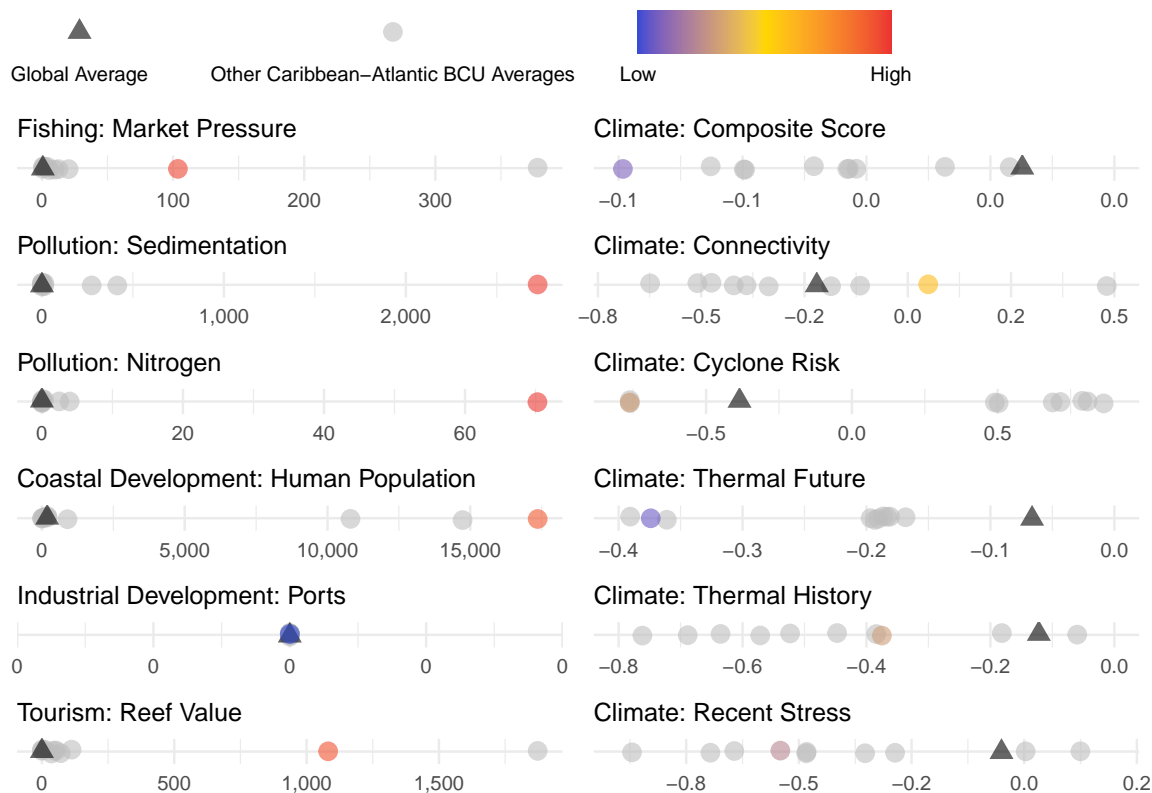 Global Average
Other Caribbean−Atlantic BCU Averages
Low
High
Fishing: Market Pressure
0 100 200 300
Climate: Composite Score
−0.1 −0.1 0.0 0.0 0.0
Pollution: Sedimentation
0 1,000 2,000
Climate: Connectivity
−0.8 −0.5 −0.2 0.0 0.2 0.5
Pollution: Nitrogen
0 20 40 60
Climate: Cyclone Risk
−0.5 0.0 0.5
Coastal Development: Human Population
0 5,000 10,000 15,000
Climate: Thermal Future
−0.4 −0.3 −0.2 −0.1 0.0
Industrial Development: Ports
0 0 0 0 0
Climate: Thermal History
−0.8 −0.6 −0.4 −0.2 0.0
Tourism: Reef Value
0 500 1,000 1,500
Climate: Recent Stress
−0.8 −0.5 −0.2 0.0 0.2